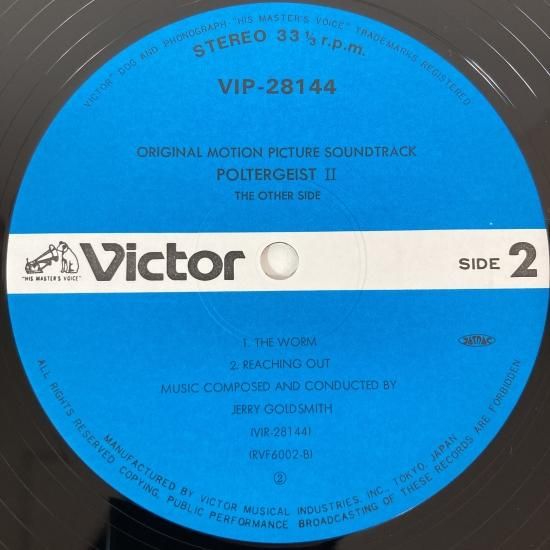 VICTOR" DOG AND PHONOGRAPH "HIS MASTER'S VOICE" TRADEMARKS REGISTERED
STEREO 33 1/3 r.p.m.
VIP-28144
ORIGINAL MOTION PICTURE SOUNDTRACK
POLTERGEIST II
THE OTHER SIDE
"HIS MASTER'S VOICE"
Victor
SIDE 2
1. THE WORM
2. REACHING OUT
MUSIC COMPOSED AND CONDUCTED BY
JERRY GOLDSMITH
(VIR-28144)
(RVF6002-B)
②
JASRAC
MANUFACTURED BY VICTOR MUSICAL INDUSTRIES, INC., TOKYO, JAPAN
ALL RIGHTS RESERVED. COPYING, PUBLIC PERFORMANCE BROADCASTING OF THESE RECORDS ARE FORBIDDEN